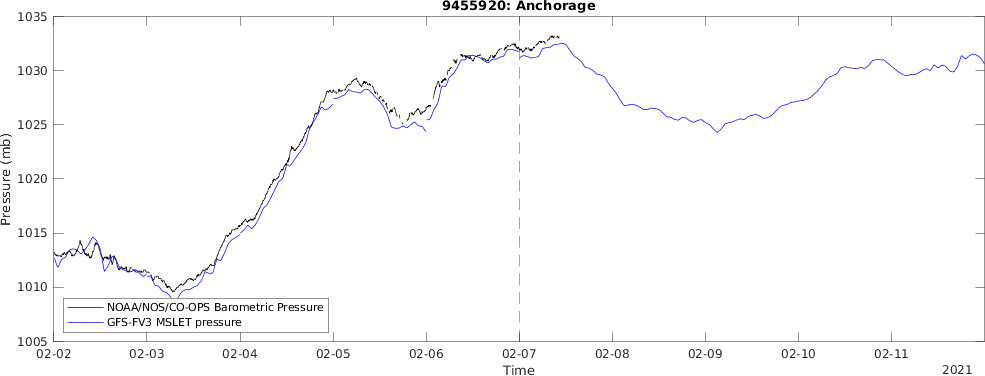 9455920: Anchorage
1035
1030
1025
1020
1015
1010
1005
Pressure (mb)
NOAA/NOS/CO-OPS Barometric Pressure
GFS-FV3 MSLET pressure
02-02 02-03 02-04 02-05 02-06 02-07 02-08 02-09 02-10 02-11
Time
2021